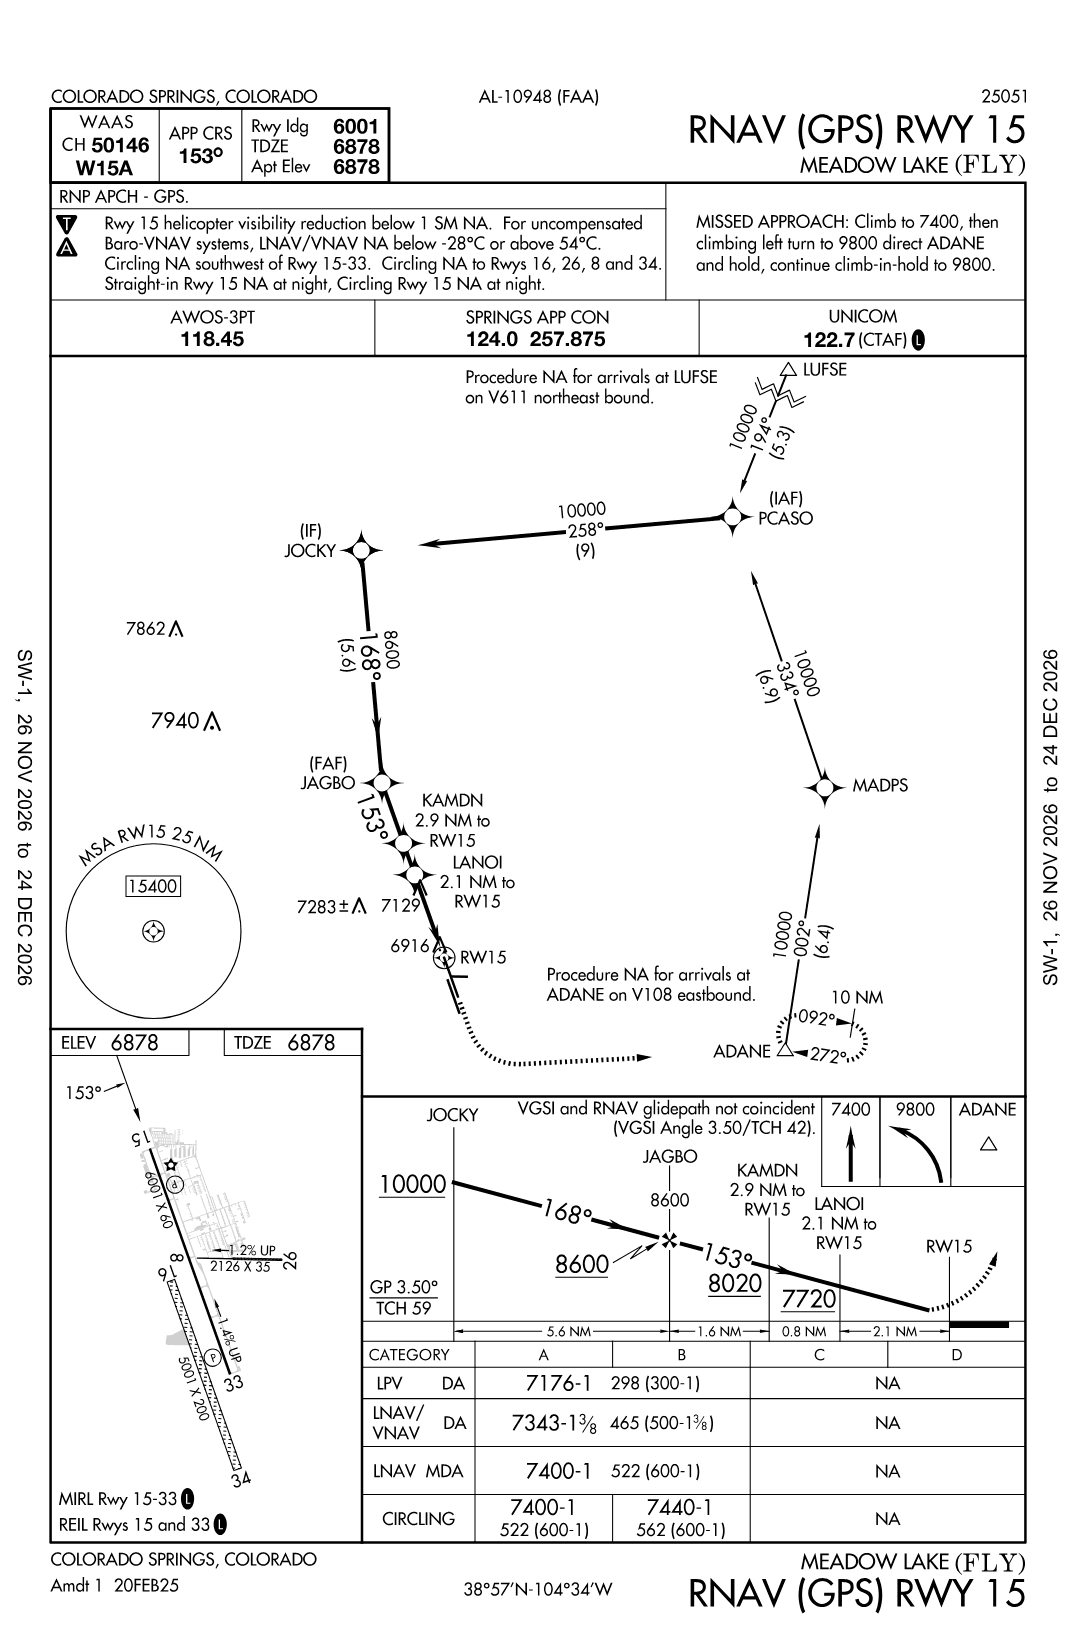 COLORADO SPRINGS, COLORADO
AL-10948 (FAA)
25051
RNAV (GPS) RWY 15
MEADOW LAKE (FLY)
WAAS
CH 50146
W15A
APP CRS
153°
Rwy ldg 6001
TDZE 6878
Apt Elev 6878
RNP APCH - GPS.
T
A
Rwy 15 helicopter visibility reduction below 1 SM NA. For uncompensated
Baro-VNAV systems, LNAV/VNAV NA below -28°C or above 54°C.
Circling NA southwest of Rwy 15-33. Circling NA to Rwys 16, 26, 8 and 34.
Straight-in Rwy 15 NA at night, Circling Rwy 15 NA at night.
MISSED APPROACH: Climb to 7400, then
climbing left turn to 9800 direct ADANE
and hold, continue climb-in-hold to 9800.
AWOS-3PT
118.45
SPRINGS APP CON
124.0 257.875
UNICOM
122.7 (CTAF) L
Procedure NA for arrivals at LUFSE
on V611 northeast bound.
LUFSE
10000
194°
(5.3)
(IAF)
PCASO
10000
258°
(9)
(IF)
JOCKY
7862
8600
168°
(5.6)
10000
334°
(6.9)
7940
(FAF)
JAGBO
MADPS
153°
KAMDN
2.9 NM to
RW15
LANOI
2.1 NM to
RW15
MSA RW15 25 NM
15400
7283±
7129
6916
RW15
10000
002°
(6.4)
Procedure NA for arrivals at
ADANE on V108 eastbound.
10 NM
092°
272°
ADANE
SW-1, 26 NOV 2026 to 24 DEC 2026
SW-1, 26 NOV 2026 to 24 DEC 2026
ELEV 6878
TDZE 6878
153°
15
P
6001 X 60
1.2% UP
8
2126 X 35
26
16
1.4% UP
P
5001 X 200
33
34
MIRL Rwy 15-33 L
REIL Rwys 15 and 33 L
JOCKY
VGSI and RNAV glidepath not coincident
(VGSI Angle 3.50/TCH 42).
7400
9800
ADANE
JAGBO
8600
KAMDN
2.9 NM to
RW15
LANOI
2.1 NM to
RW15
RW15
10000
168°
8600
153°
8020
7720
GP 3.50°
TCH 59
5.6 NM
1.6 NM
0.8 NM
2.1 NM
CATEGORY A B C D
LPV DA 7176-1 298 (300-1) NA
LNAV/
VNAV DA 7343-1⅜ 465 (500-1⅜) NA
LNAV MDA 7400-1 522 (600-1) NA
CIRCLING 7400-1 7440-1 NA
522 (600-1) 562 (600-1)
COLORADO SPRINGS, COLORADO
Amdt 1 20FEB25
38°57'N-104°34'W
MEADOW LAKE (FLY)
RNAV (GPS) RWY 15